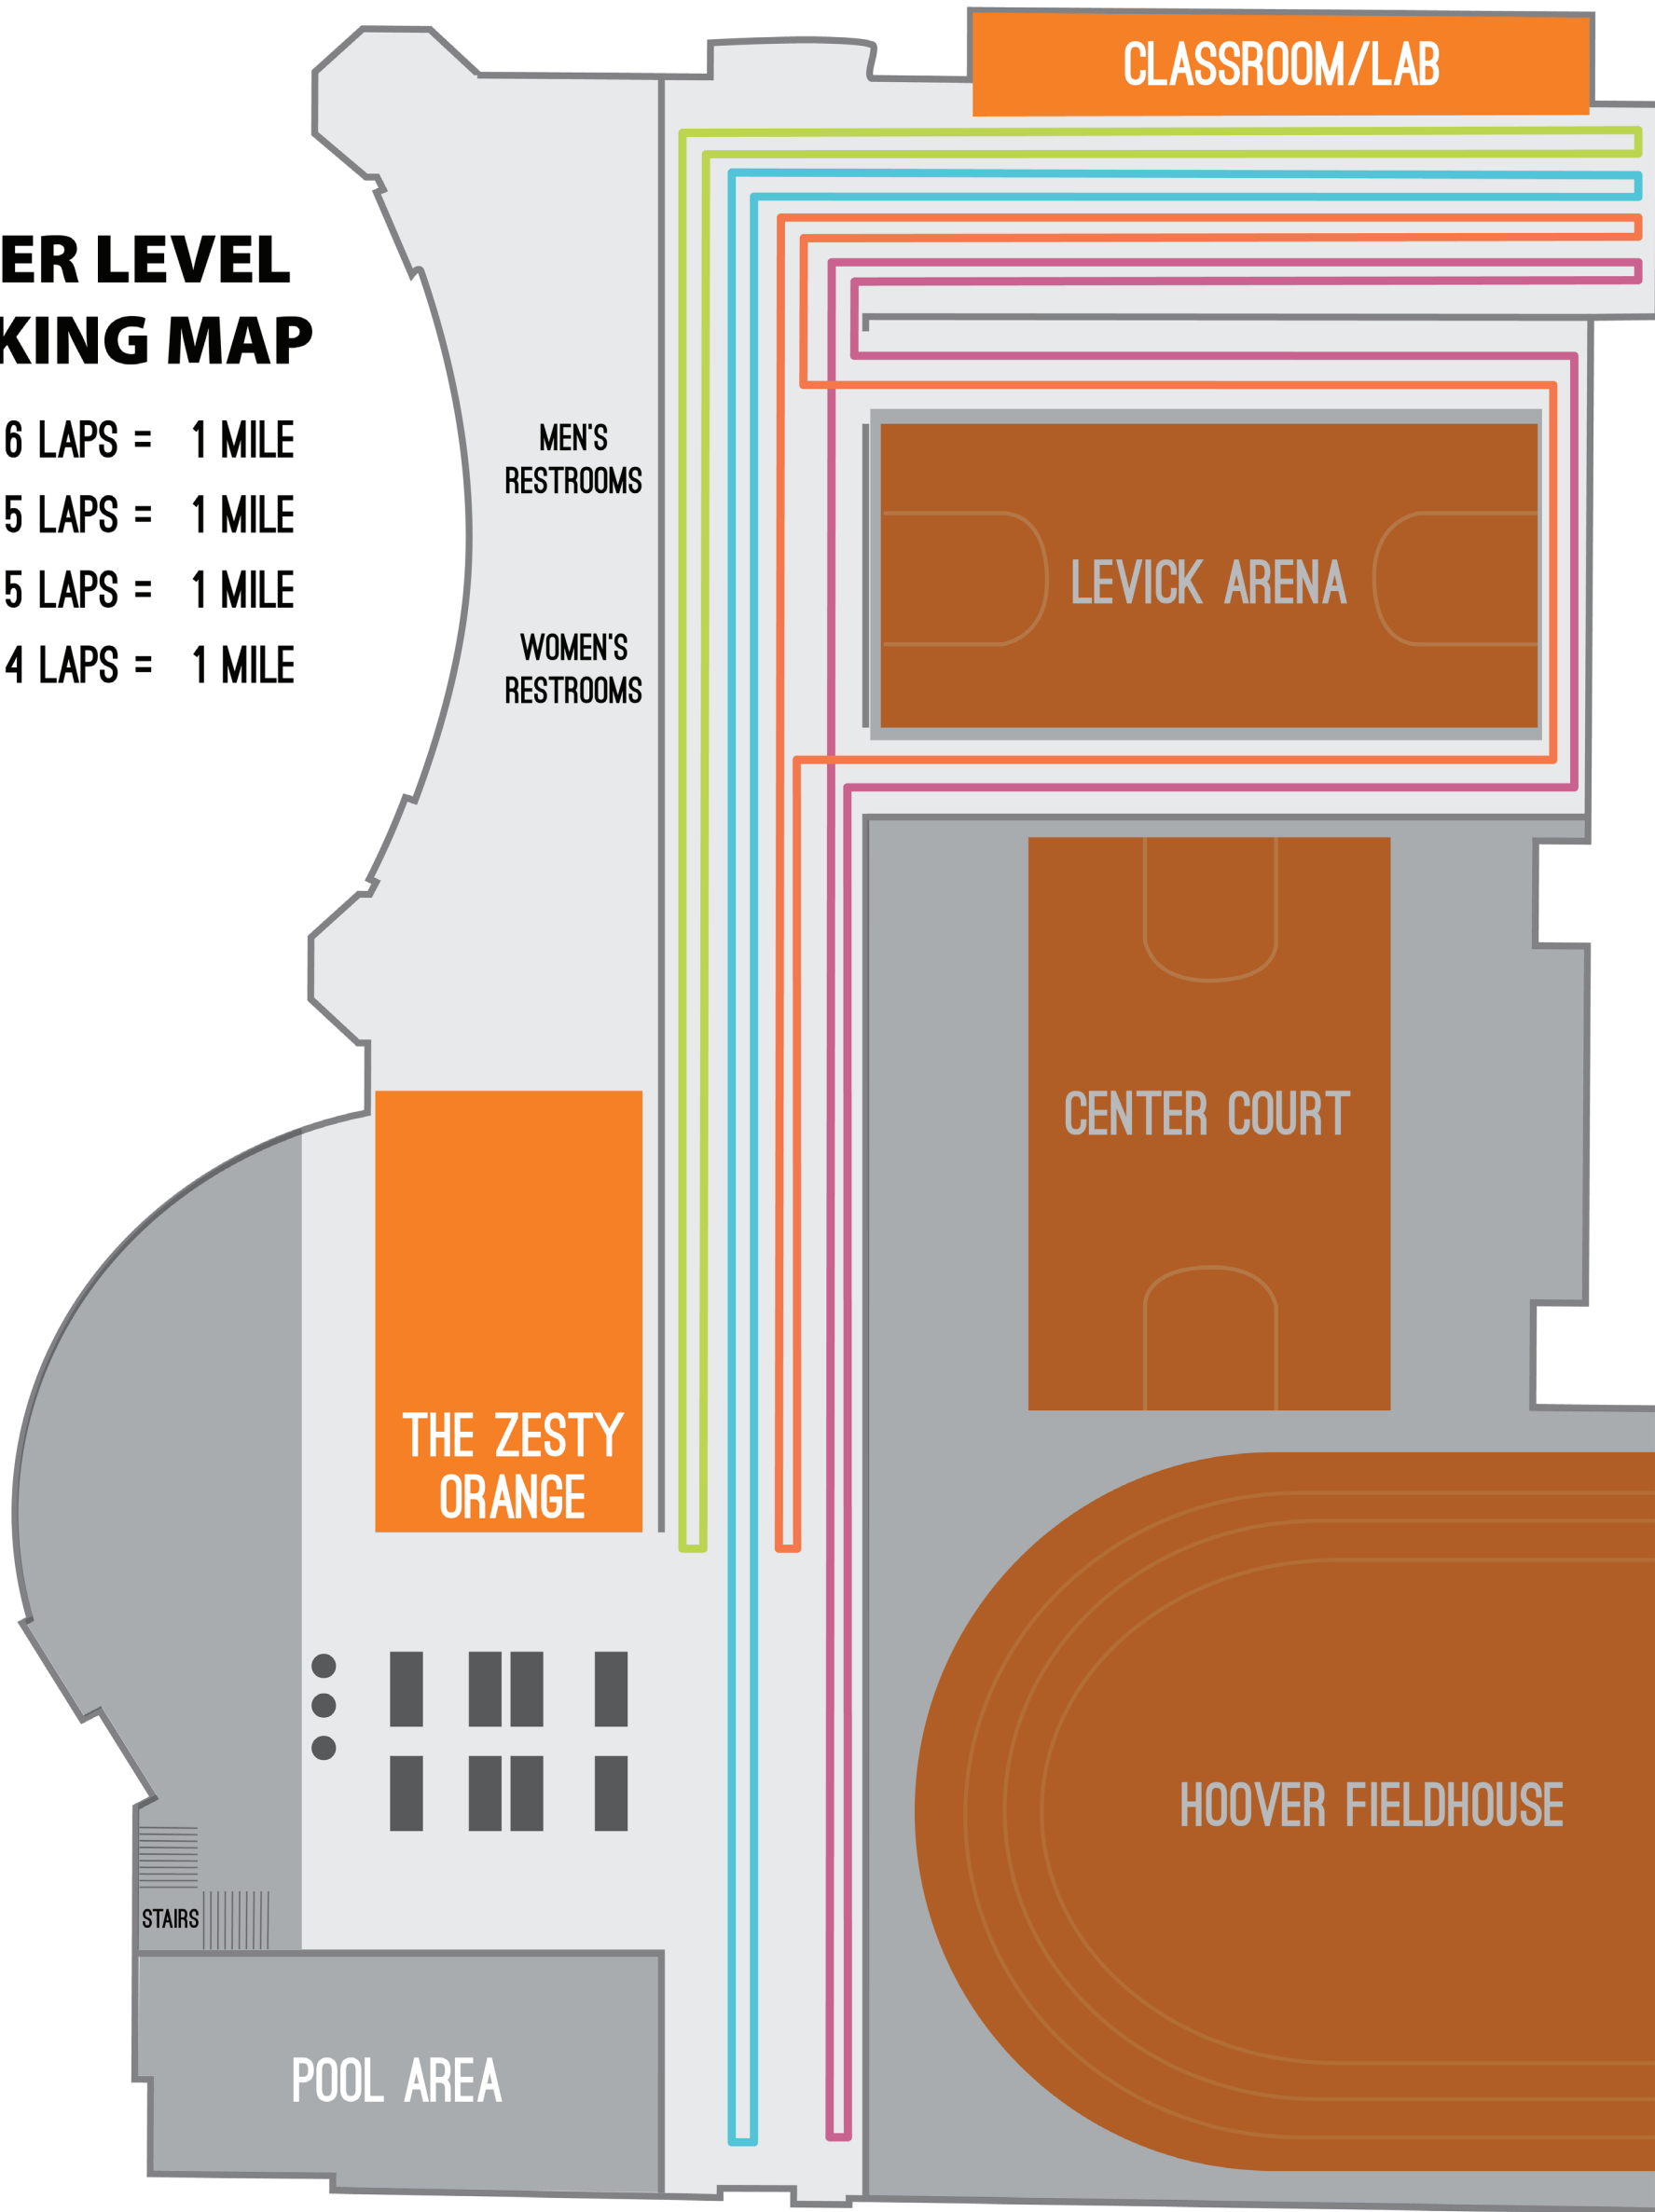 ER LEVEL
KING MAP
6 LAPS = 1 MILE
5 LAPS = 1 MILE
5 LAPS = 1 MILE
4 LAPS = 1 MILE
CLASSROOM/LAB
MEN'S
RESTROOMS
WOMEN'S
RESTROOMS
LEVICK ARENA
CENTER COURT
THE ZESTY
ORANGE
HOOVER FIELDHOUSE
STAIRS
POOL AREA